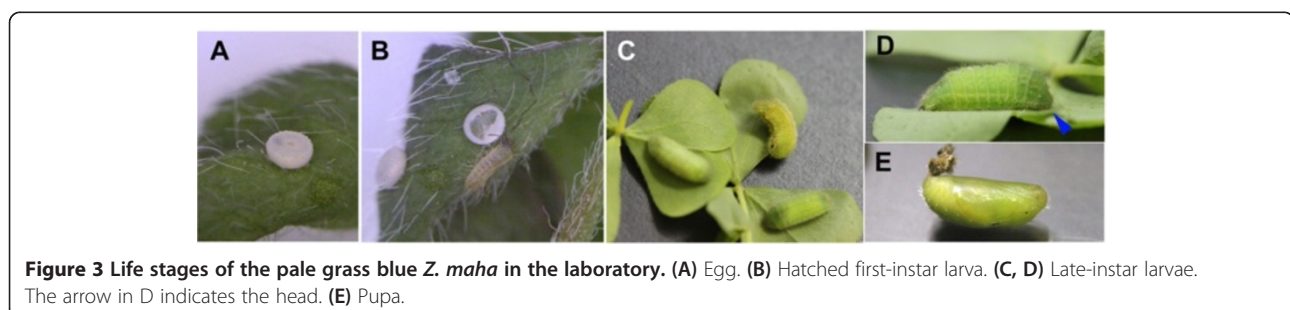 A
B
C
D
E
Figure 3 Life stages of the pale grass blue Z. maha in the laboratory. (A) Egg. (B) Hatched first-instar larva. (C, D) Late-instar larvae.
The arrow in D indicates the head. (E) Pupa.